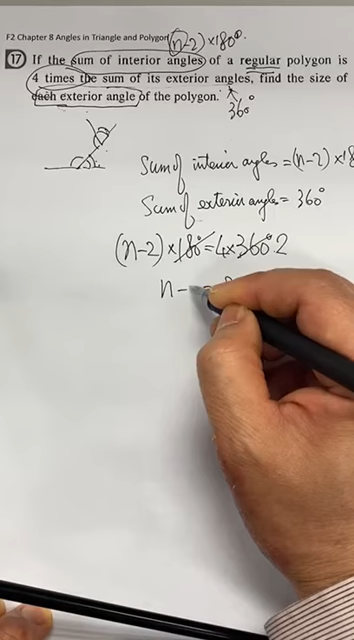 (n-2)×180°
F2 Chapter 8 Angles in Triangle and Polygon
17 If the sum of interior angles of a regular polygon is
4 times the sum of its exterior angles, find the size of
each exterior angle of the polygon.
360°
Sum of interior angles = (n-2)×18
Sum of exterior angles = 360°
(n-2)×180°=4×360° 2
n-